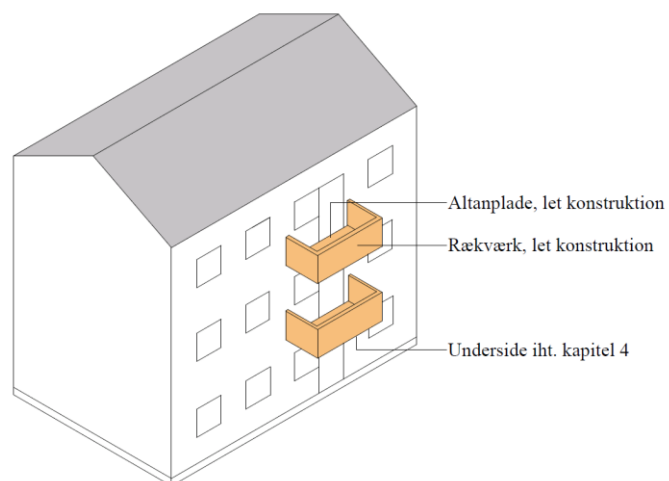 Altanplade, let konstruktion
Rækværk, let konstruktion
Underside iht. kapitel 4